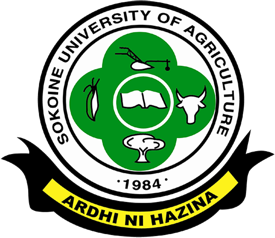 SOKOINE UNIVERSITY OF AGRICULTURE
·1984·
ARDHI NI HAZINA